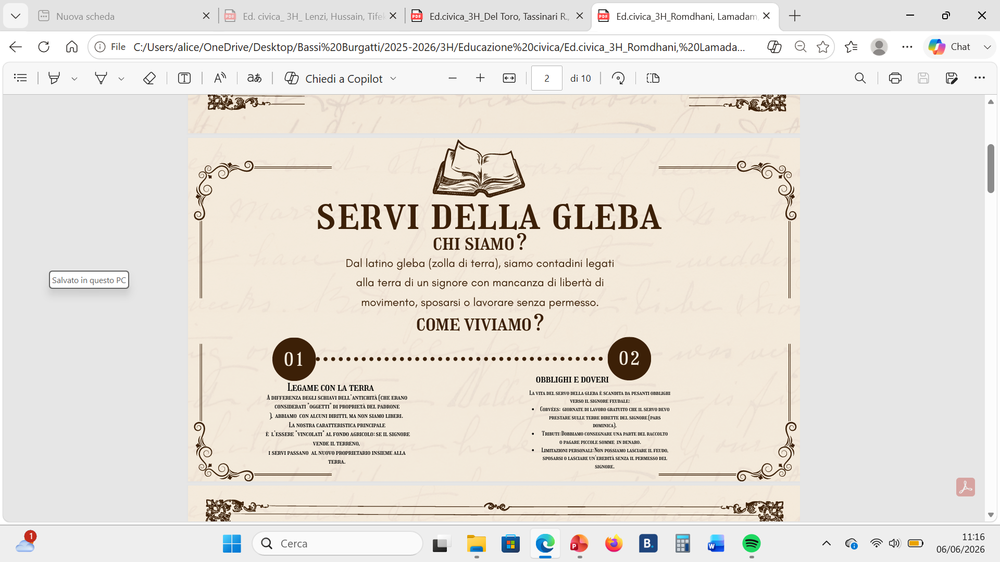 Nuova scheda
Ed. civica_ 3H_ Lenzi, Hussain, Tifek
Ed.civica_3H_Del Toro, Tassinari R.,
Ed.civica_3H_Romdhani, Lamadam,
File
C:/Users/alice/OneDrive/Desktop/Bassi%20Burgatti/2025-2026/3H/Educazione%20civica/Ed.civica_3H_Romdhani,%20Lamada...
Chat
Chiedi a Copilot
2
di 10
SERVI DELLA GLEBA
CHI SIAMO?
Dal latino gleba (zolla di terra), siamo contadini legati
alla terra di un signore con mancanza di libertà di
movimento, sposarsi o lavorare senza permesso.
COME VIVIAMO?
01
02
Legame con la terra
A differenza degli schiavi dell'antichità (che erano
considerati "oggetti" di proprietà del padrone
), abbiamo con alcuni diritti, ma non siamo liberi.
La nostra caratteristica principale
è l'essere "vincolati" al fondo agricolo: se il signore
vende il terreno,
i servi passano al nuovo proprietario insieme alla
terra.
obblighi e doveri
La vita del servo della gleba è scandita da pesanti obblighi
verso il signore feudale:
• Corvées: giornate di lavoro gratuito che il servo devo
prestare sulle terre dirette del signore (pars
dominica).
• Tributi: Dobbiamo consegnare una parte del raccolto
o pagare piccole somme in denaro.
• Limitazioni personali: Non possiamo lasciare il feudo,
sposarsi o lasciare un'eredità senza il permesso del
signore.
Salvato in questo PC
1
Cerca
11:16
06/06/2026